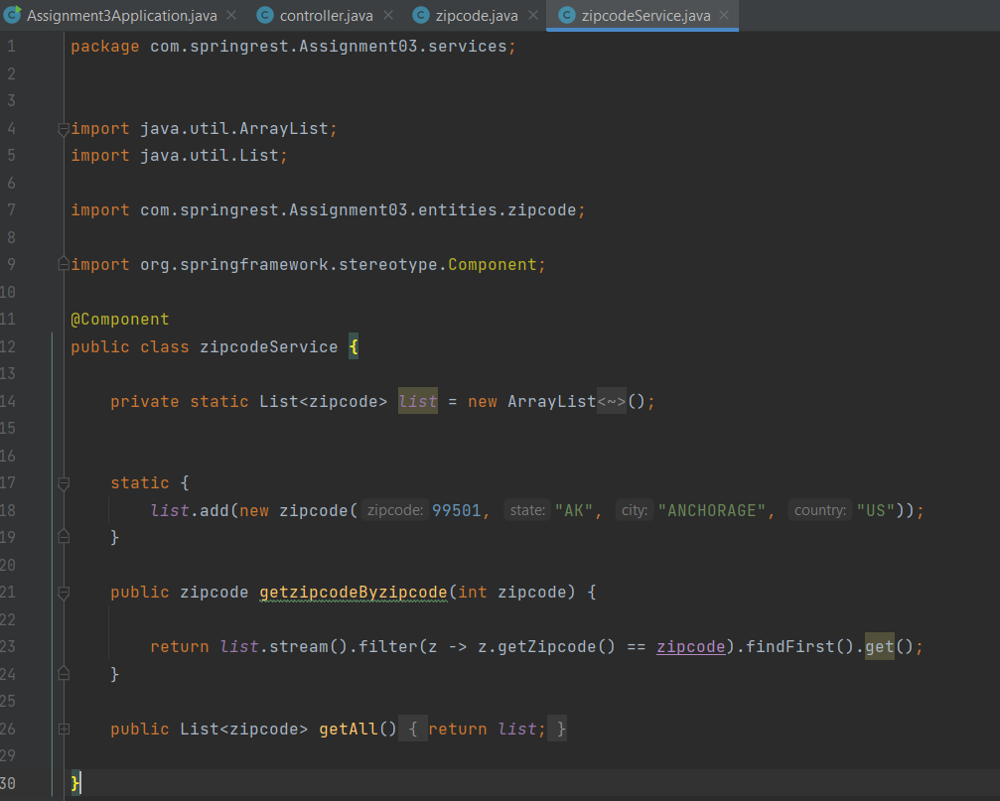 Assignment3Application.java controller.java zipcode.java zipcodeService.java
1 package com.springrest.Assignment03.services;
2
3
4 import java.util.ArrayList;
5 import java.util.List;
6
7 import com.springrest.Assignment03.entities.zipcode;
8
9 import org.springframework.stereotype.Component;
10
11 @Component
12 public class zipcodeService {
13
14 private static List<zipcode> list = new ArrayList<~>();
15
16
17 static {
18 list.add(new zipcode( zipcode: 99501, state: "AK", city: "ANCHORAGE", country: "US"));
19 }
20
21 public zipcode getzipcodeByzipcode(int zipcode) {
22
23 return list.stream().filter(z -> z.getZipcode() == zipcode).findFirst().get();
24 }
25
26 public List<zipcode> getAll() { return list; }
29
30 }